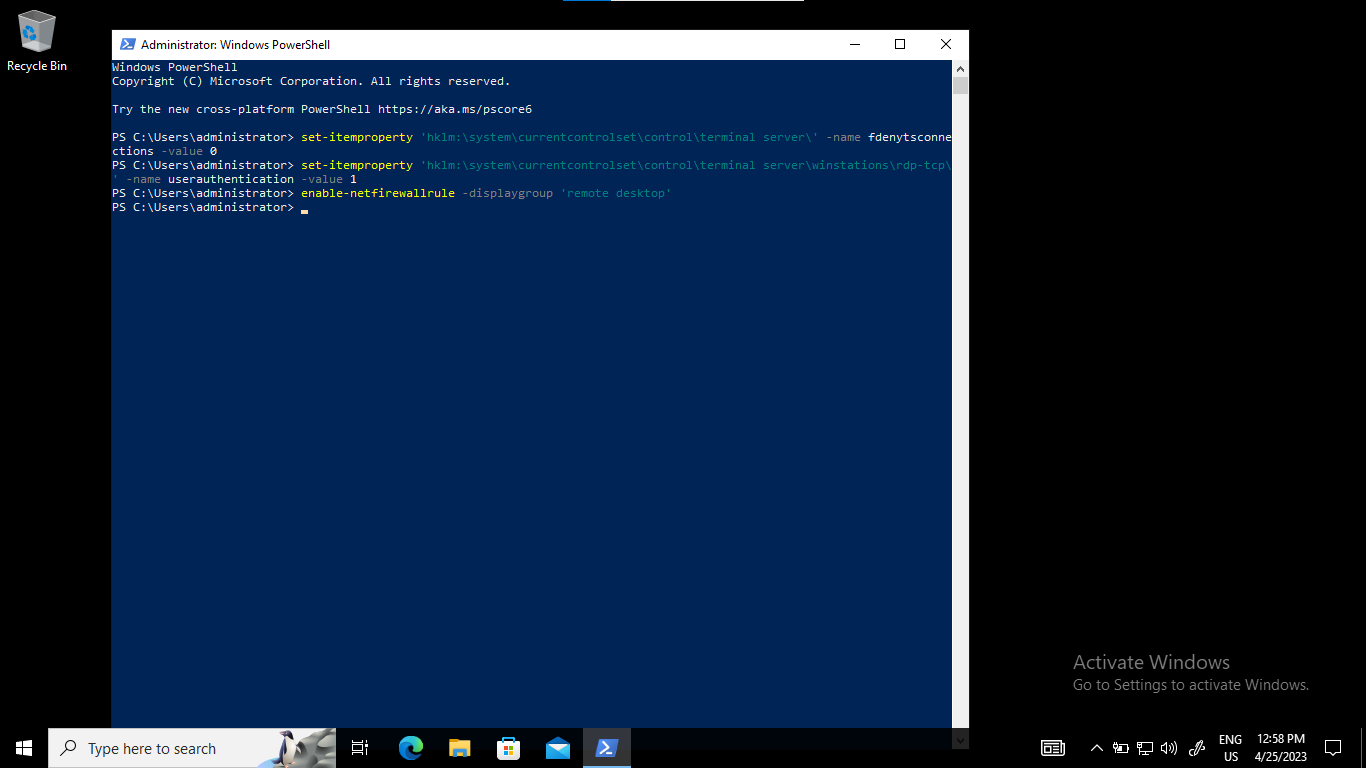 Recycle Bin
Administrator: Windows PowerShell
Windows PowerShell
Copyright (C) Microsoft Corporation. All rights reserved.
Try the new cross-platform PowerShell https://aka.ms/pscore6
PS C:\Users\administrator> set-itemproperty 'hklm:\system\currentcontrolset\control\terminal server\' -name fdenytsconne
ctions -value 0
PS C:\Users\administrator> set-itemproperty 'hklm:\system\currentcontrolset\control\terminal server\winstations\rdp-tcp\
' -name userauthentication -value 1
PS C:\Users\administrator> enable-netfirewallrule -displaygroup 'remote desktop'
PS C:\Users\administrator>
Activate Windows
Go to Settings to activate Windows.
Type here to search
ENG
US
12:58 PM
4/25/2023